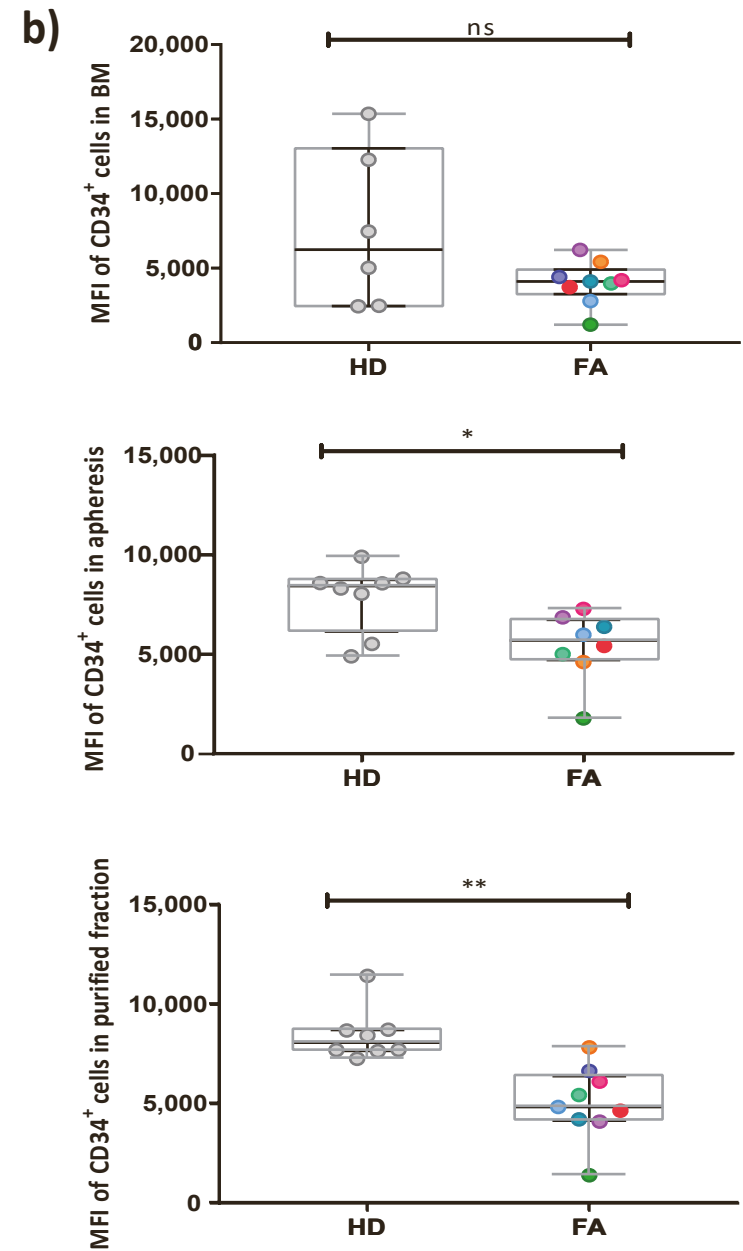 b)
ns
20,000
15,000
10,000
5,000
0
MFI of CD34⁺ cells in BM
HD FA
*
15,000
10,000
5,000
0
MFI of CD34⁺ cells in apheresis
HD FA
**
15,000
10,000
5,000
0
MFI of CD34⁺ cells in purified fraction
HD FA